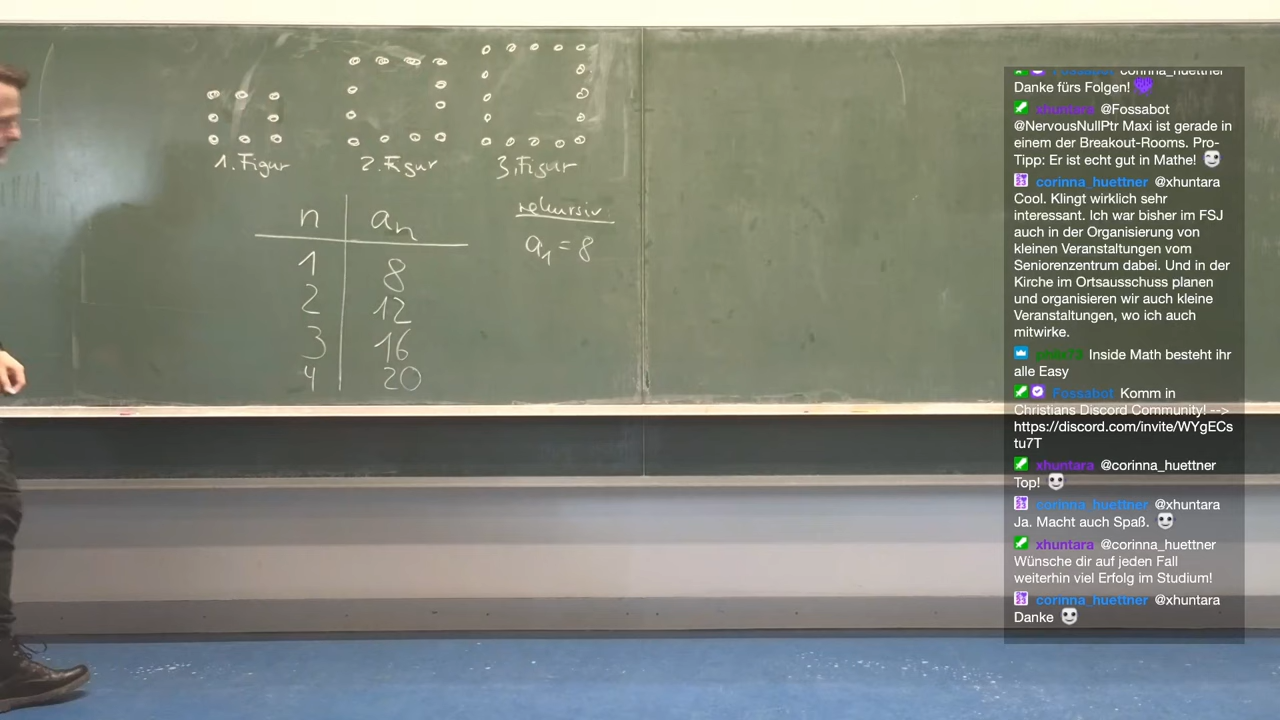 1. Figur
2. Figur
3. Figur
n | aₙ
1 | 8
2 | 12
3 | 16
4 | 20
rekursiv
a₁ = 8
Fossabot corinna_huettner
Danke fürs Folgen!
xhuntara @Fossabot
@NervousNullPtr Maxi ist gerade in
einem der Breakout-Rooms. Pro-
Tipp: Er ist echt gut in Mathe!
corinna_huettner @xhuntara
Cool. Klingt wirklich sehr
interessant. Ich war bisher im FSJ
auch in der Organisierung von
kleinen Veranstaltungen vom
Seniorenzentrum dabei. Und in der
Kirche im Ortsausschuss planen
und organisieren wir auch kleine
Veranstaltungen, wo ich auch
mitwirke.
Inside Math besteht ihr
alle Easy
Fossabot Komm in
Christians Discord Community! -->
https://discord.com/invite/WYgECs
tu7T
xhuntara @corinna_huettner
Top!
corinna_huettner @xhuntara
Ja. Macht auch Spaß.
xhuntara @corinna_huettner
Wünsche dir auf jeden Fall
weiterhin viel Erfolg im Studium!
corinna_huettner @xhuntara
Danke